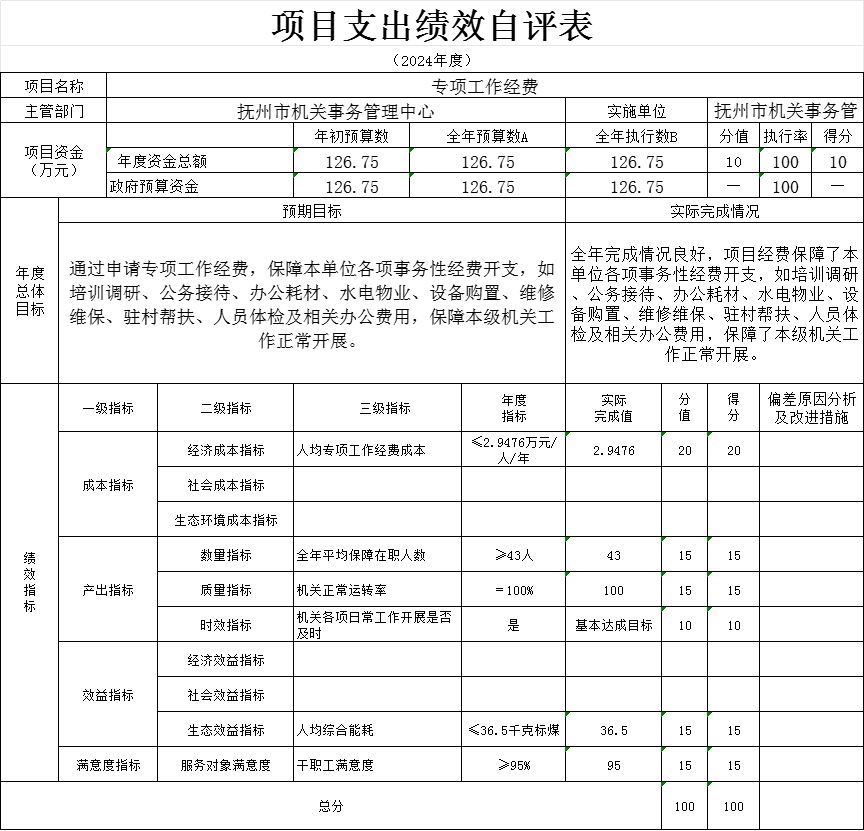 项目支出绩效自评表
（2024年度）
项目名称 专项工作经费
主管部门 抚州市机关事务管理中心 实施单位 抚州市机关事务管
项目资金
（万元） 年初预算数 全年预算数A 全年执行数B 分值 执行率 得分
年度资金总额 126.75 126.75 126.75 10 100 10
政府预算资金 126.75 126.75 126.75 — 100 —
年度
总体
目标
预期目标 实际完成情况
通过申请专项工作经费，保障本单位各项事务性经费开支，如
培训调研、公务接待、办公耗材、水电物业、设备购置、维修
维保、驻村帮扶、人员体检及相关办公费用，保障本级机关工
作正常开展。
全年完成情况良好，项目经费保障了本
单位各项事务性经费开支，如培训调研
、公务接待、办公耗材、水电物业、设
备购置、维修维保、驻村帮扶、人员体
检及相关办公费用，保障了本级机关工
作正常开展。
绩
效
指
标
一级指标 二级指标 三级指标 年度
指标 实际
完成值 分
值 得
分 偏差原因分析
及改进措施
成本指标 经济成本指标 人均专项工作经费成本 ≤2.9476万元/
人/年 2.9476 20 20
社会成本指标
生态环境成本指标
产出指标 数量指标 全年平均保障在职人数 ≥43人 43 15 15
质量指标 机关正常运转率 ＝100% 100 15 15
时效指标 机关各项日常工作开展是否
及时 是 基本达成目标 10 10
效益指标 经济效益指标
社会效益指标
生态效益指标 人均综合能耗 ≤36.5千克标煤 36.5 15 15
满意度指标 服务对象满意度 干职工满意度 ≥95% 95 15 15
总分 100 100